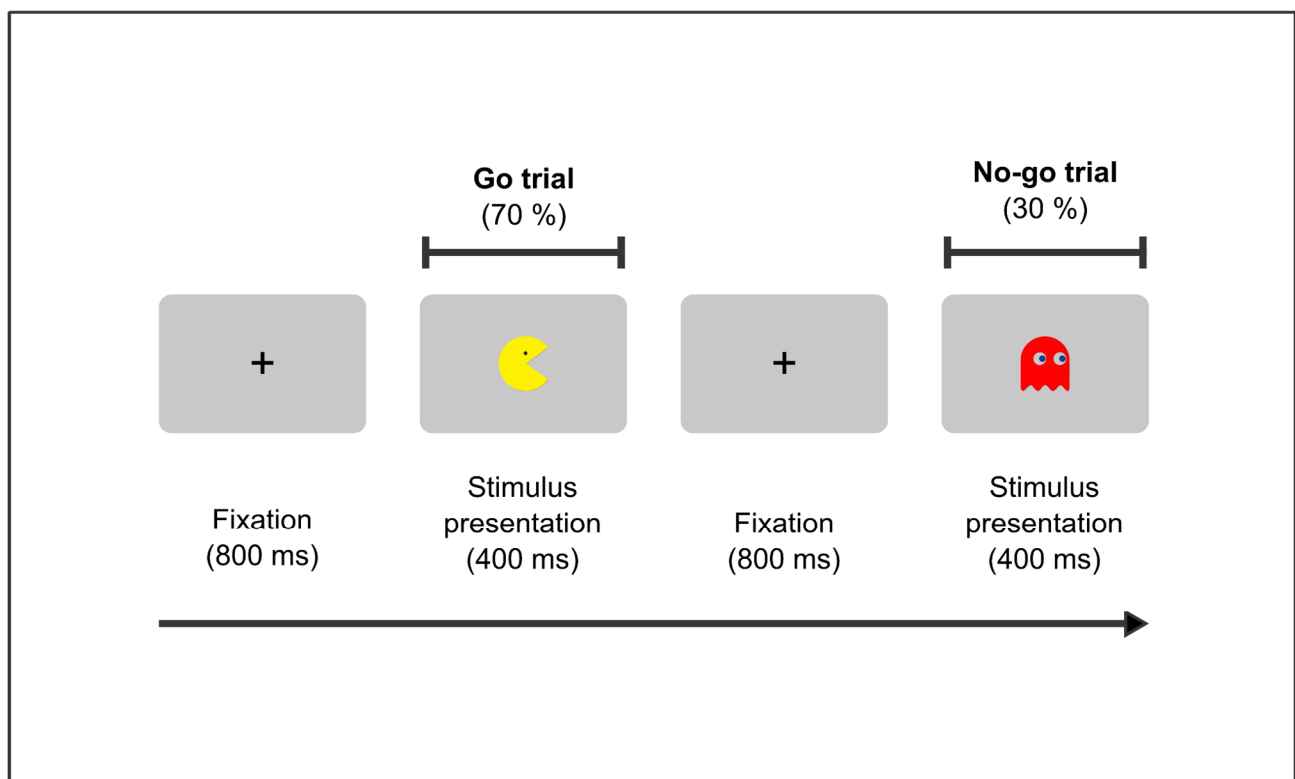 Go trial
(70 %)
No-go trial
(30 %)
+
+
Fixation
(800 ms)
Stimulus
presentation
(400 ms)
Fixation
(800 ms)
Stimulus
presentation
(400 ms)